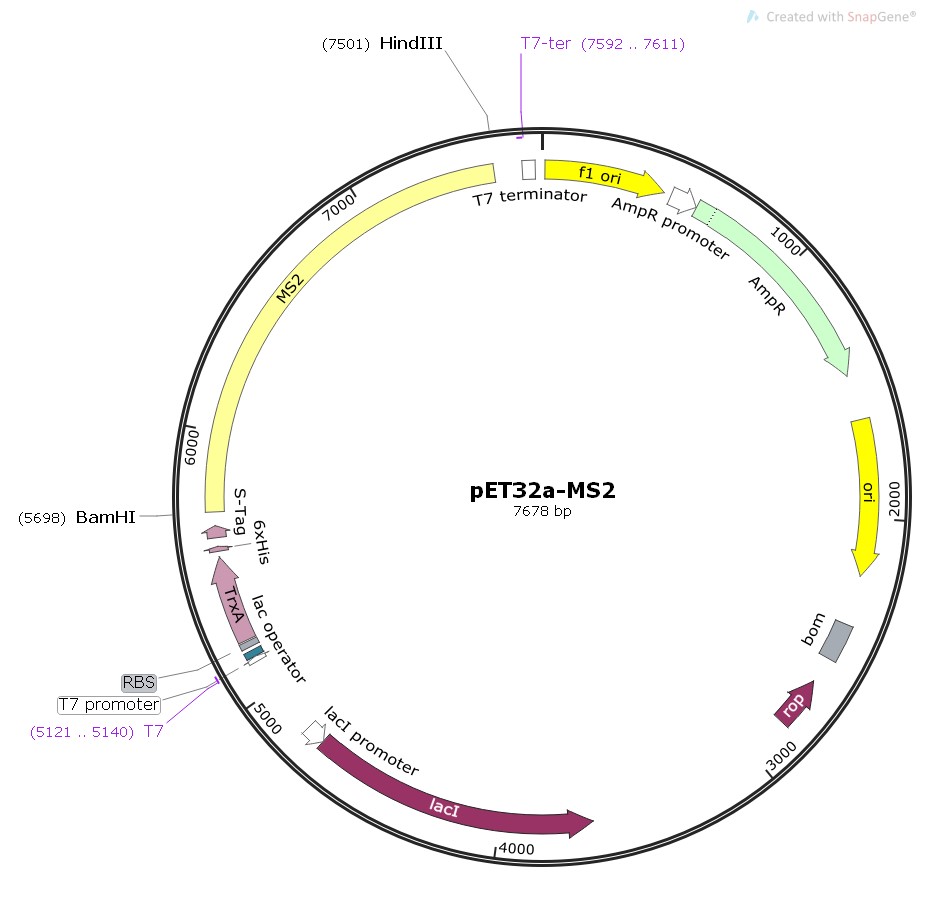 Created with SnapGene®
(7501) HindIII
T7-ter (7592 .. 7611)
f1 ori
T7 terminator
AmpR promoter
7000
1000
AmpR
MS2
6000
ori
2000
pET32a-MS2
7678 bp
S-Tag
(5698) BamHI
6xHis
TrxA
lac operator
bom
RBS
T7 promoter
(5121 .. 5140) T7
5000
lacI promoter
rop
3000
lacI
4000